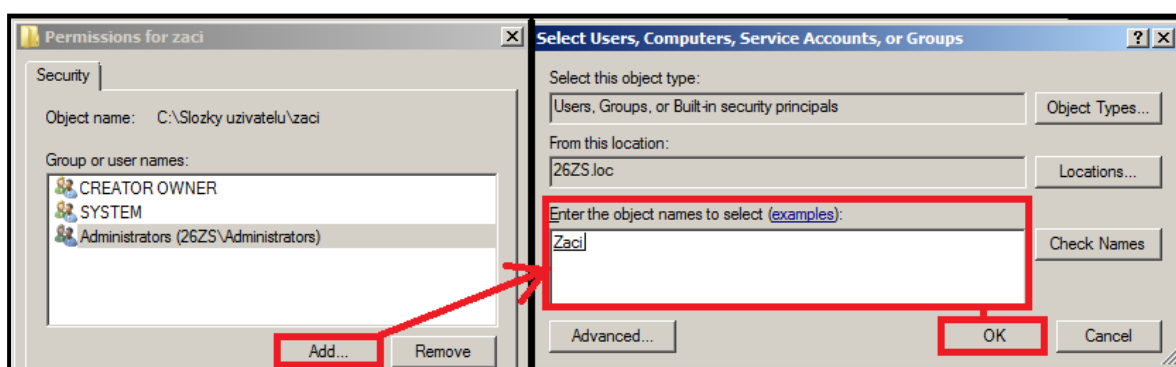 Permissions for zaci
Security
Object name: C:\Slozky uzivatelu\zaci
Group or user names:
CREATOR OWNER
SYSTEM
Administrators (26ZS\Administrators)
Add...
Remove
Select Users, Computers, Service Accounts, or Groups
Select this object type:
Users, Groups, or Built-in security principals
Object Types...
From this location:
26ZS.loc
Locations...
Enter the object names to select (examples):
Zaci
Check Names
Advanced...
OK
Cancel